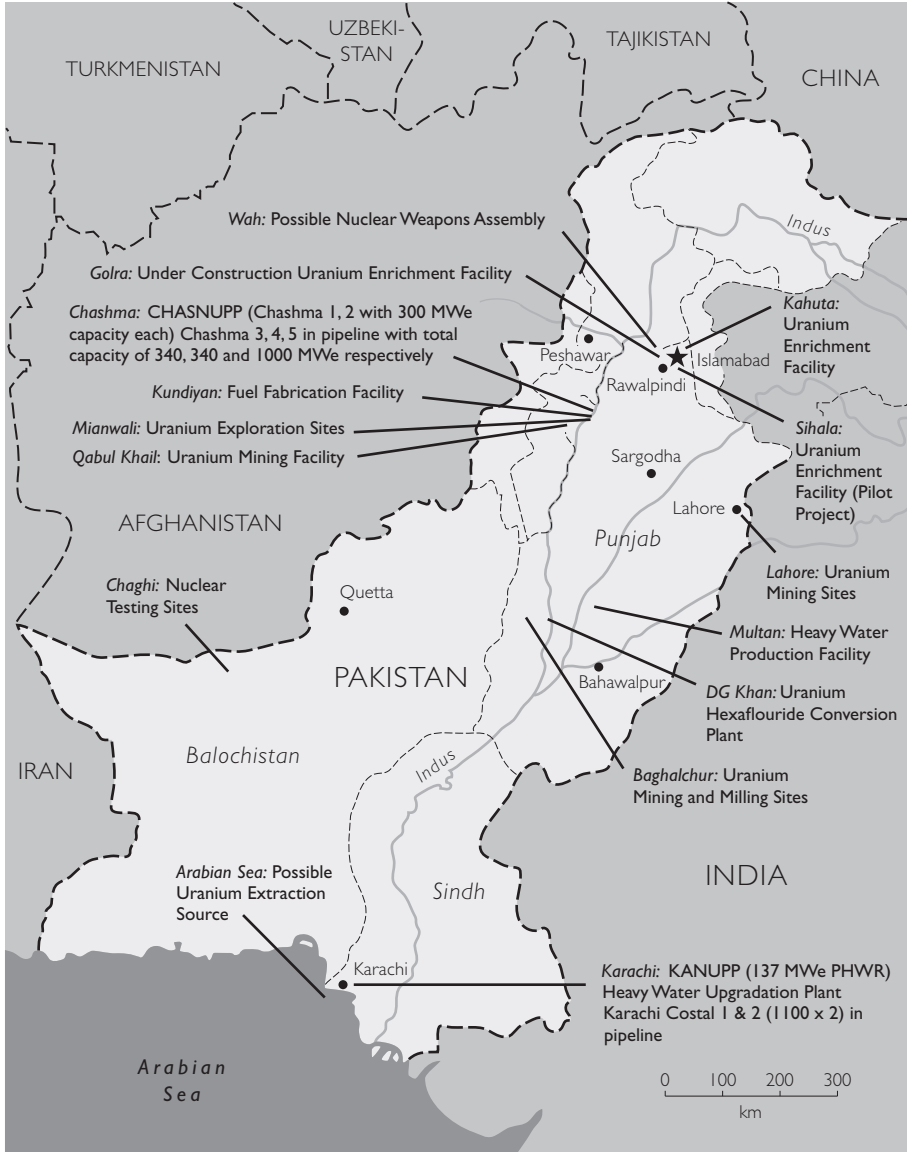 UZBEKI-
STAN
TAJIKISTAN
TURKMENISTAN
CHINA
Wah: Possible Nuclear Weapons Assembly
Indus
Golra: Under Construction Uranium Enrichment Facility
Chashma: CHASNUPP (Chashma 1, 2 with 300 MWe
capacity each) Chashma 3, 4, 5 in pipeline with total
capacity of 340, 340 and 1000 MWe respectively
Kahuta:
Uranium
Enrichment
Facility
Peshawar
Islamabad
Rawalpindi
Kundiyan: Fuel Fabrication Facility
Mianwali: Uranium Exploration Sites
Qabul Khail: Uranium Mining Facility
Sihala:
Uranium
Enrichment
Facility (Pilot
Project)
Sargodha
Lahore
AFGHANISTAN
Punjab
Chaghi: Nuclear
Testing Sites
Quetta
Lahore: Uranium
Mining Sites
Multan: Heavy Water
Production Facility
PAKISTAN
Bahawalpur
DG Khan: Uranium
Hexaflouride Conversion
Plant
Balochistan
Indus
IRAN
Baghalchur: Uranium
Mining and Milling Sites
Arabian Sea: Possible
Uranium Extraction
Source
Sindh
INDIA
Karachi
Karachi: KANUPP (137 MWe PHWR)
Heavy Water Upgradation Plant
Karachi Costal 1 & 2 (1100 x 2) in
pipeline
Arabian
Sea
0 100 200 300
km